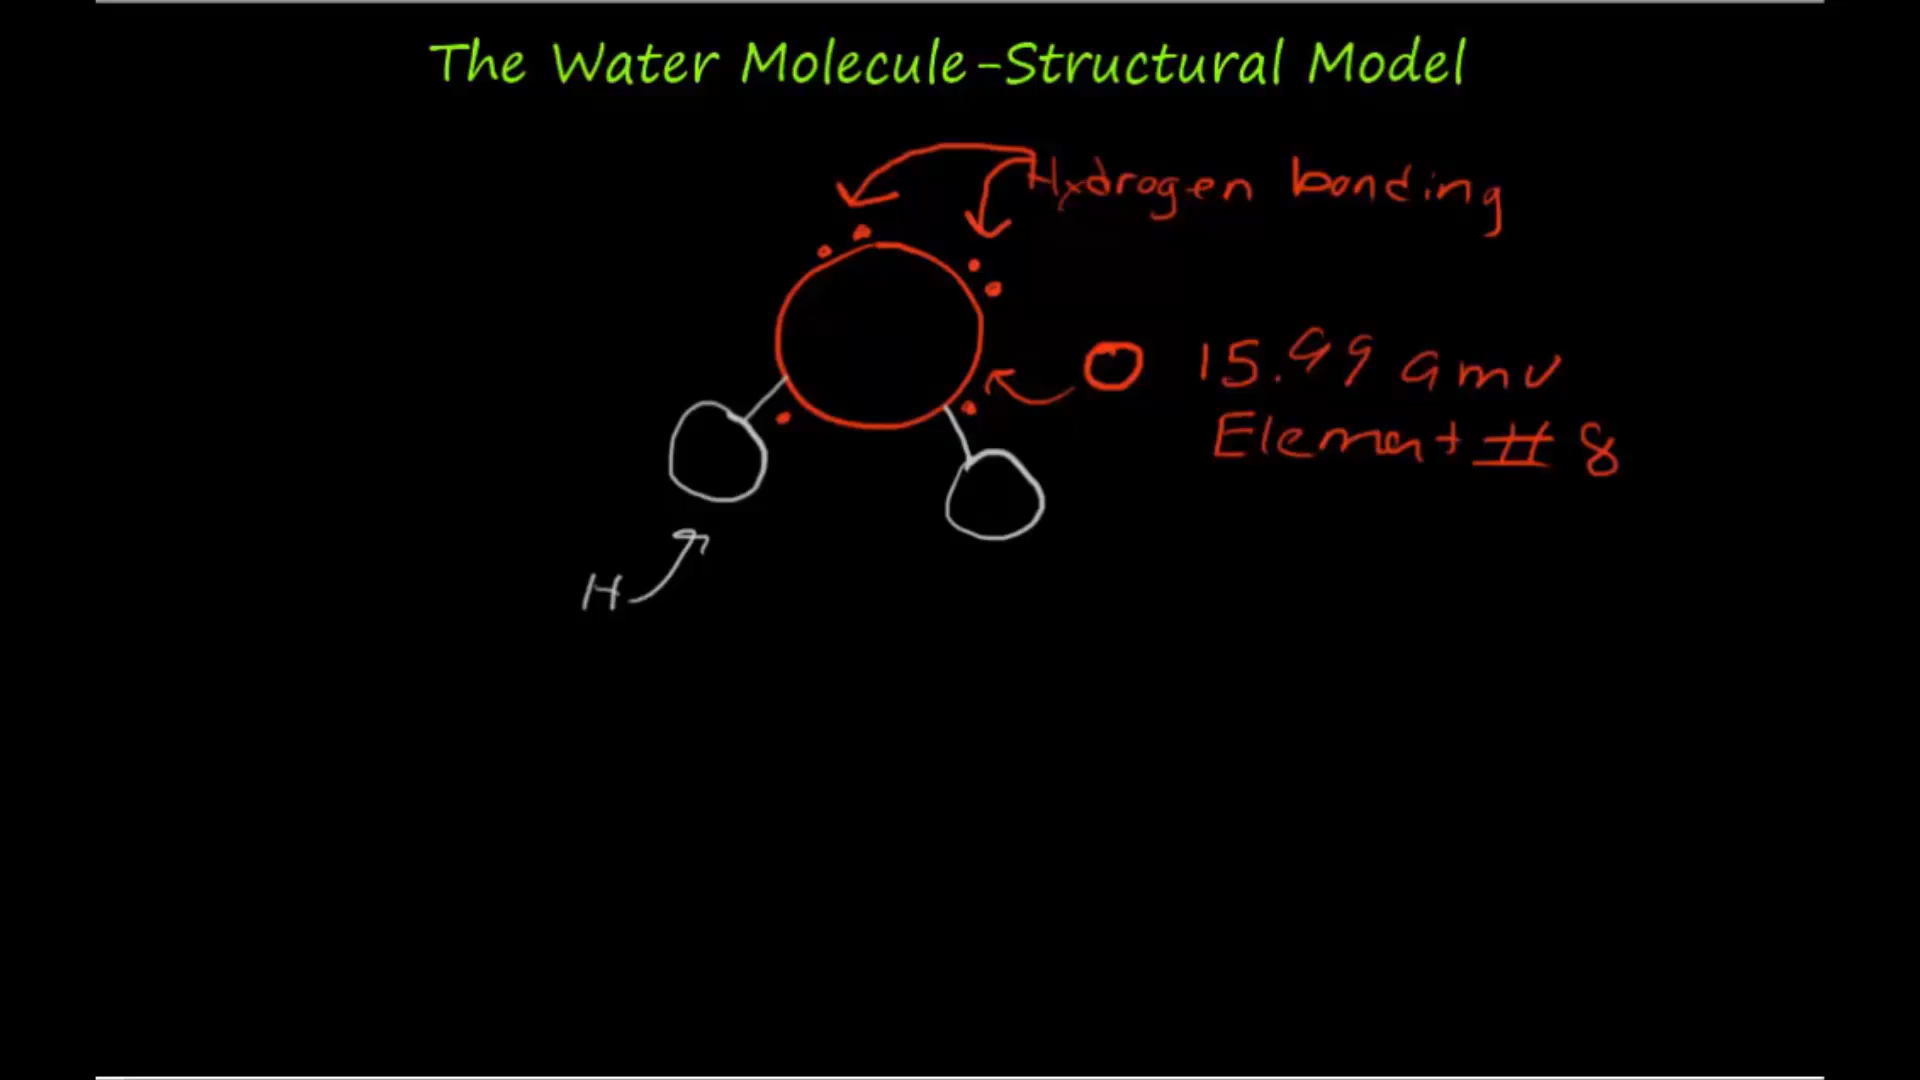 The Water Molecule-Structural Model
Hydrogen bonding
O 15.99 amu
Element # 8
H